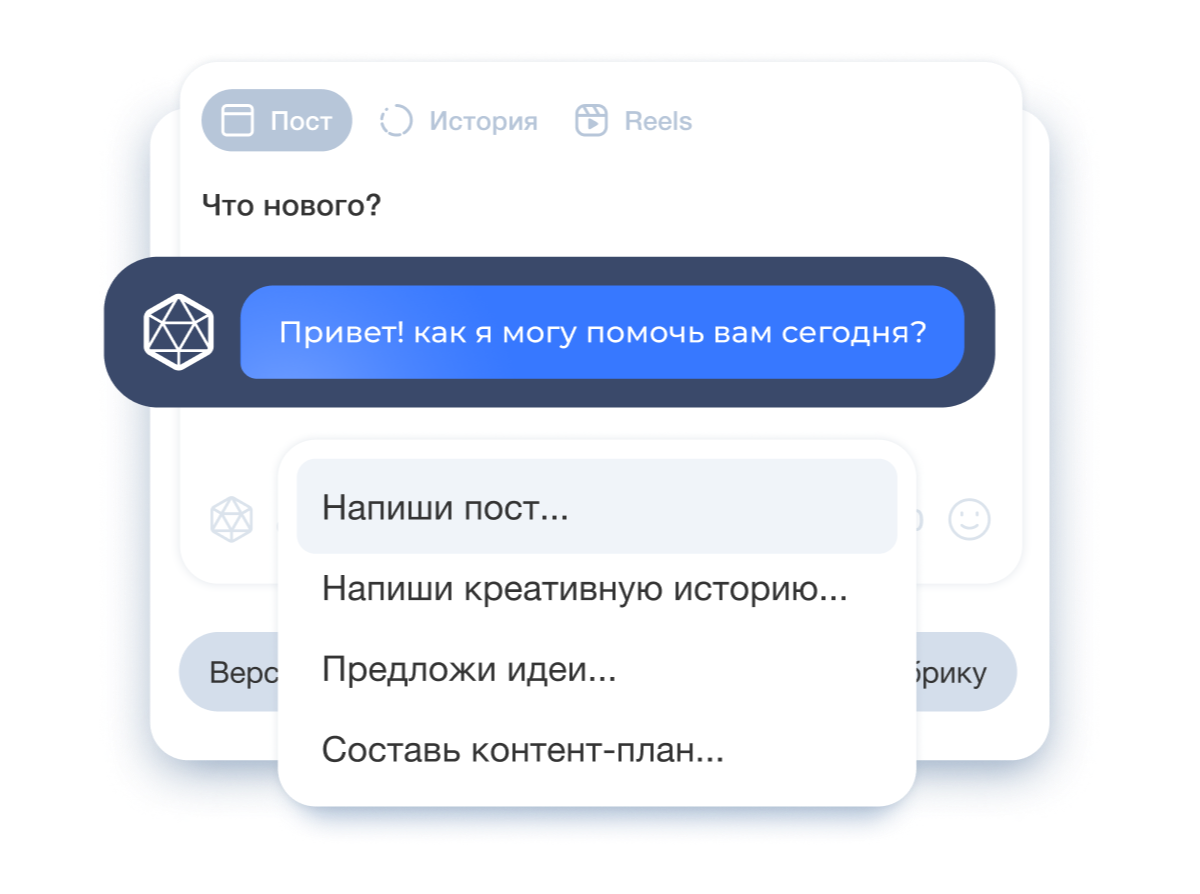 Пост История Reels
Что нового?
Привет! как я могу помочь вам сегодня?
Напиши пост...
Напиши креативную историю...
Предложи идеи...
Составь контент-план...